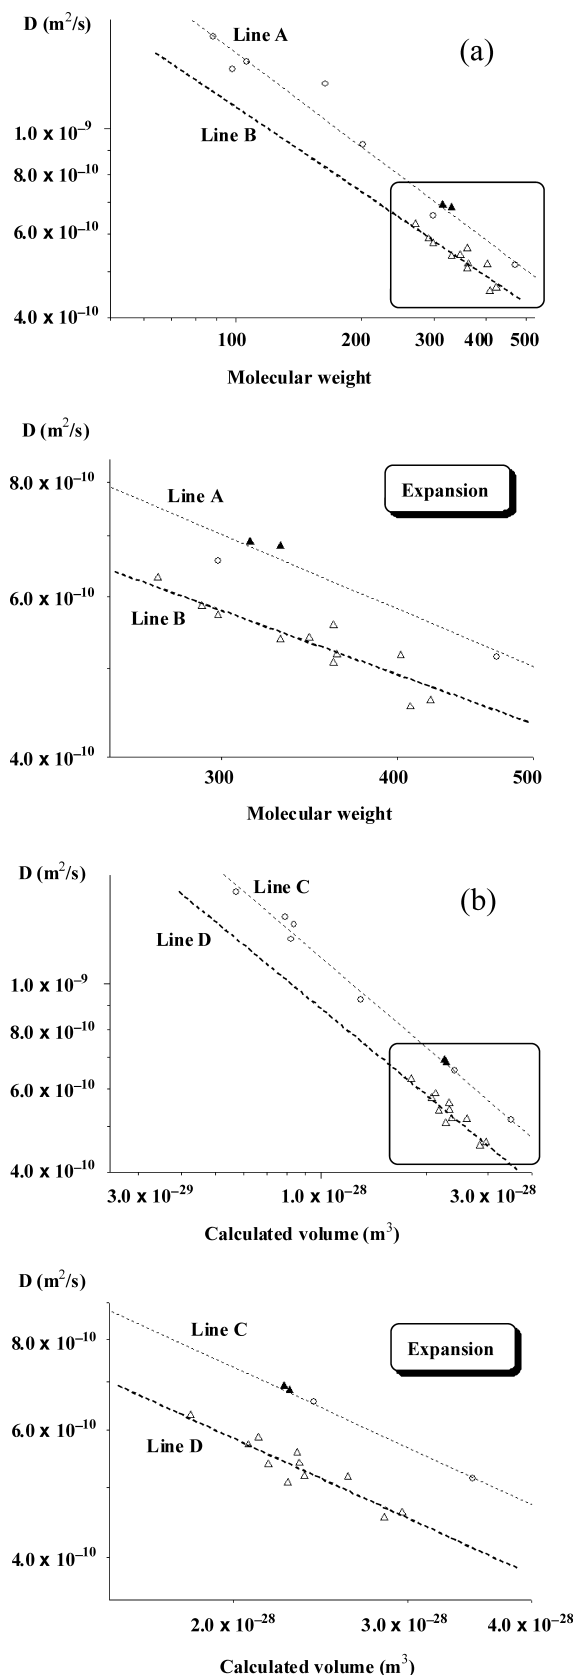 D (m²/s)
Line A
(a)
Line B
1.0 x 10⁻⁹
8.0 x 10⁻¹⁰
6.0 x 10⁻¹⁰
4.0 x 10⁻¹⁰
100 200 300 400 500
Molecular weight
D (m²/s)
8.0 x 10⁻¹⁰
Line A
Expansion
6.0 x 10⁻¹⁰
Line B
4.0 x 10⁻¹⁰
300 400 500
Molecular weight
D (m²/s)
Line C
(b)
Line D
1.0 x 10⁻⁹
8.0 x 10⁻¹⁰
6.0 x 10⁻¹⁰
4.0 x 10⁻¹⁰
3.0 x 10⁻²⁹ 1.0 x 10⁻²⁸ 3.0 x 10⁻²⁸
Calculated volume (m³)
D (m²/s)
Line C
8.0 x 10⁻¹⁰
Expansion
6.0 x 10⁻¹⁰
Line D
4.0 x 10⁻¹⁰
2.0 x 10⁻²⁸ 3.0 x 10⁻²⁸ 4.0 x 10⁻²⁸
Calculated volume (m³)